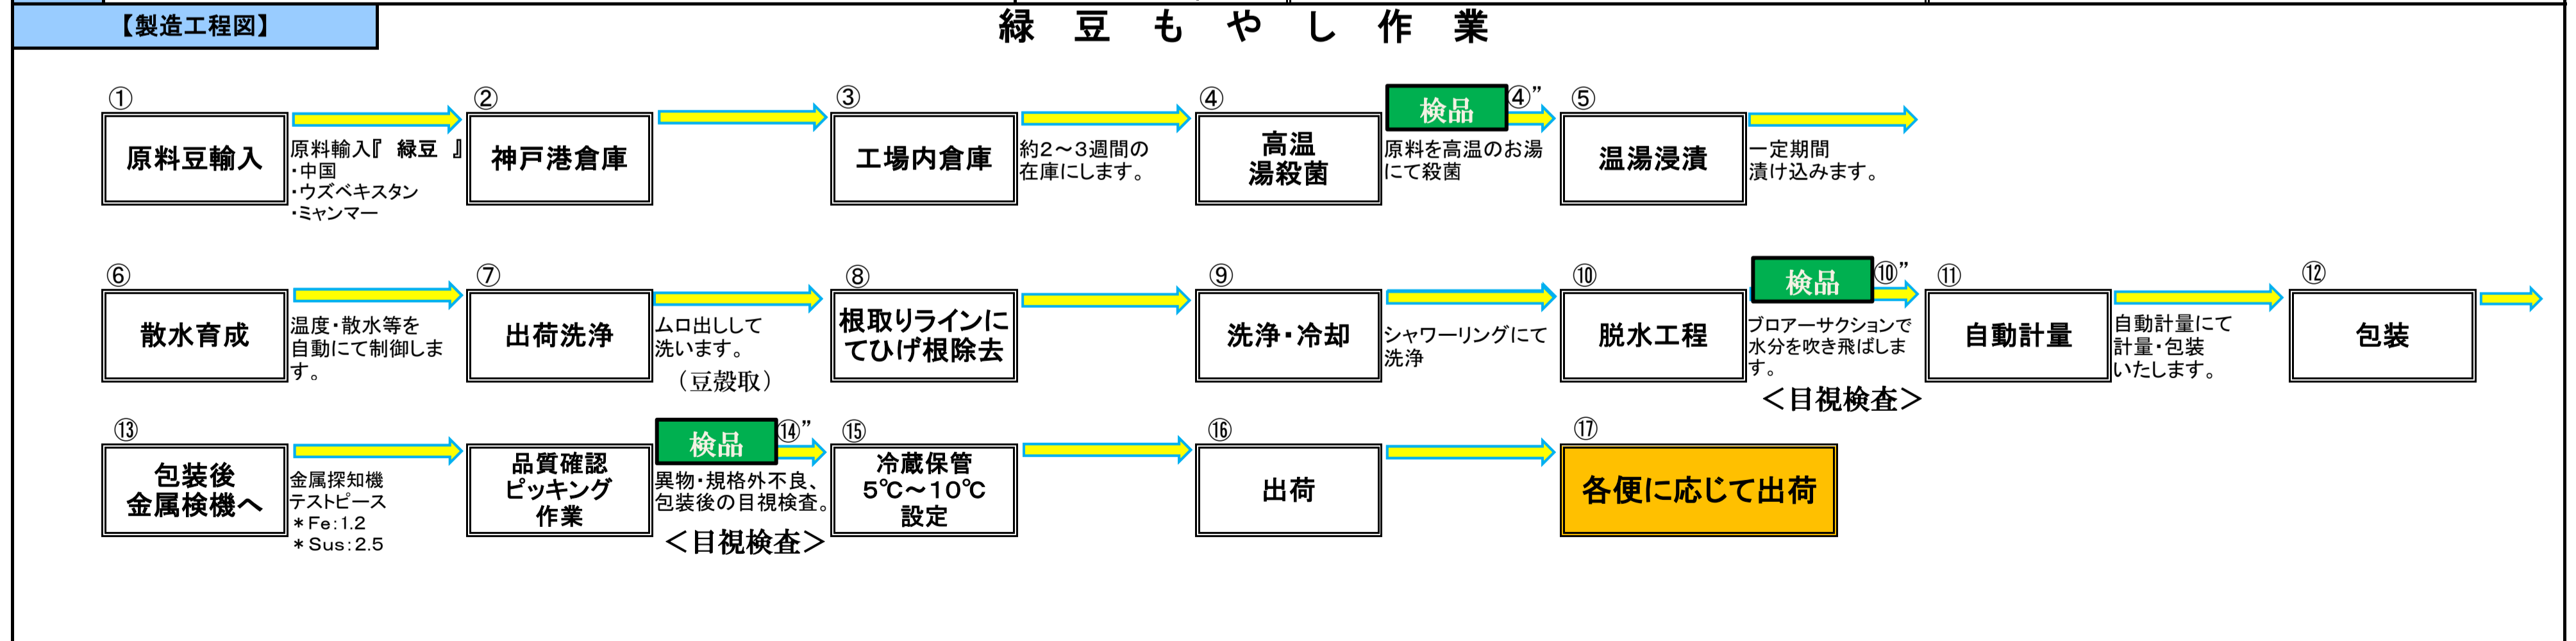 【製造工程図】
緑 豆 も や し 作 業
①
原料豆輸入
原料輸入『 緑豆 』
・中国
・ウズベキスタン
・ミャンマー
②
神戸港倉庫
③
工場内倉庫
約２～３週間の
在庫にします。
④
高温
湯殺菌
検品
④”
原料を高温のお湯
にて殺菌
⑤
温湯浸漬
一定期間
漬け込みます。
⑥
散水育成
温度・散水等を
自動にて制御しま
す。
⑦
出荷洗浄
ムロ出しして
洗います。
（豆殻取）
⑧
根取りラインに
てひげ根除去
⑨
洗浄・冷却
シャワーリングにて
洗浄
⑩
脱水工程
検品
⑩”
ブロアーサクションで
水分を吹き飛ばしま
す。
＜目視検査＞
⑪
自動計量
自動計量にて
計量・包装
いたします。
⑫
包装
⑬
包装後
金属検機へ
金属探知機
テストピース
＊Fe：1.2
＊Sus：2.5
品質確認
ピッキング
作業
検品
⑭”
異物・規格外不良、
包装後の目視検査。
＜目視検査＞
⑮
冷蔵保管
５℃～１０℃
設定
⑯
出荷
⑰
各便に応じて出荷